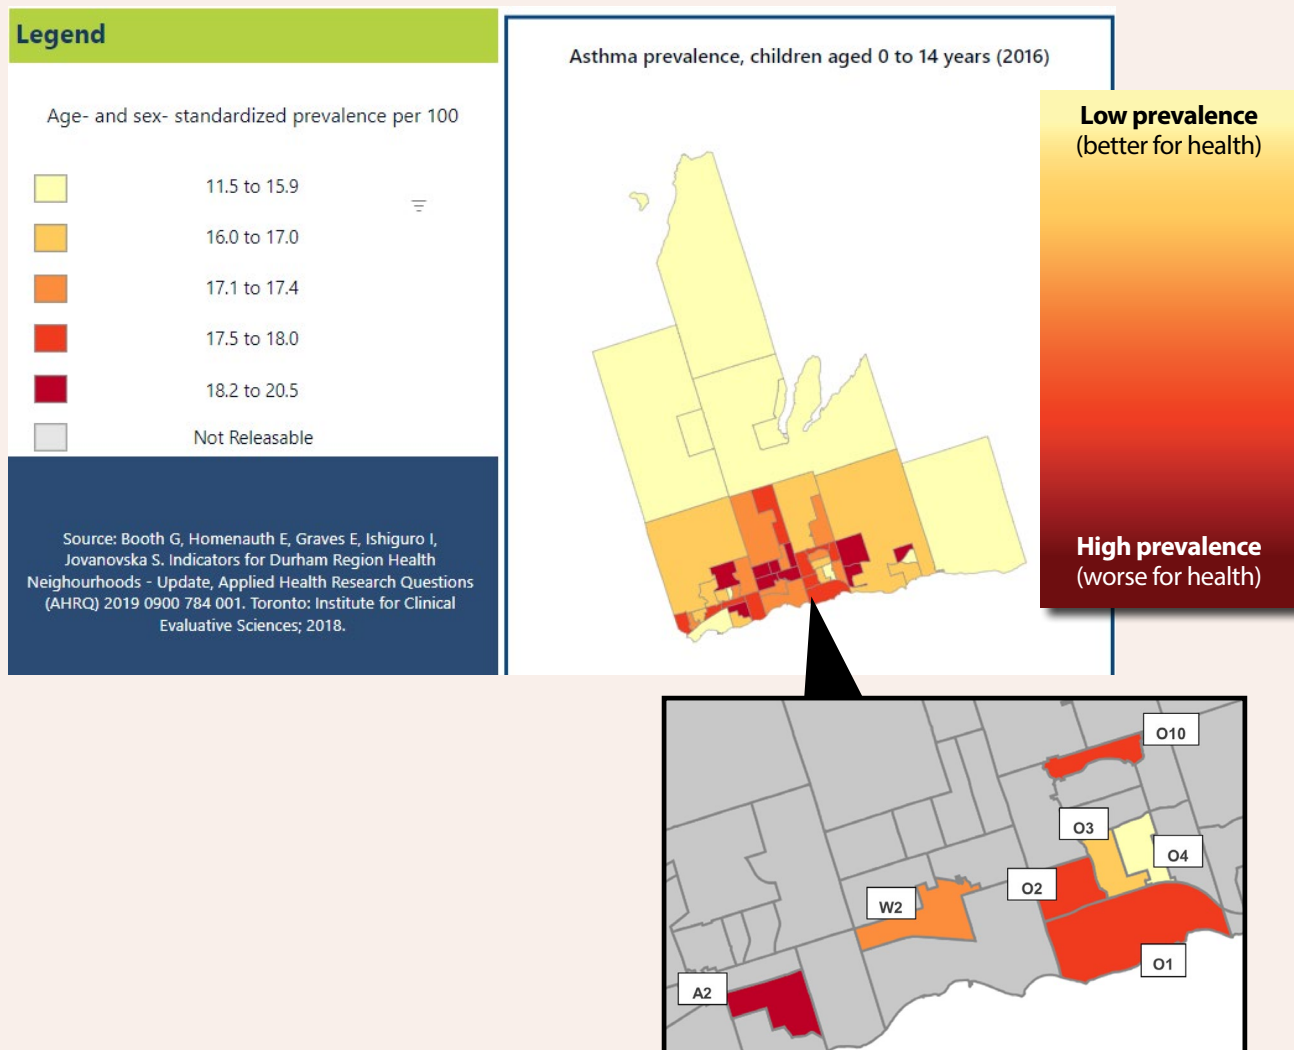 Legend
Age- and sex- standardized prevalence per 100
11.5 to 15.9
16.0 to 17.0
17.1 to 17.4
17.5 to 18.0
18.2 to 20.5
Not Releasable
Source: Booth G, Homenauth E, Graves E, Ishiguro I,
Jovanovska S. Indicators for Durham Region Health
Neighourhoods - Update, Applied Health Research Questions
(AHRQ) 2019 0900 784 001. Toronto: Institute for Clinical
Evaluative Sciences; 2018.
Asthma prevalence, children aged 0 to 14 years (2016)
Low prevalence
(better for health)
High prevalence
(worse for health)
O10
O3
O4
O2
W2
O1
A2